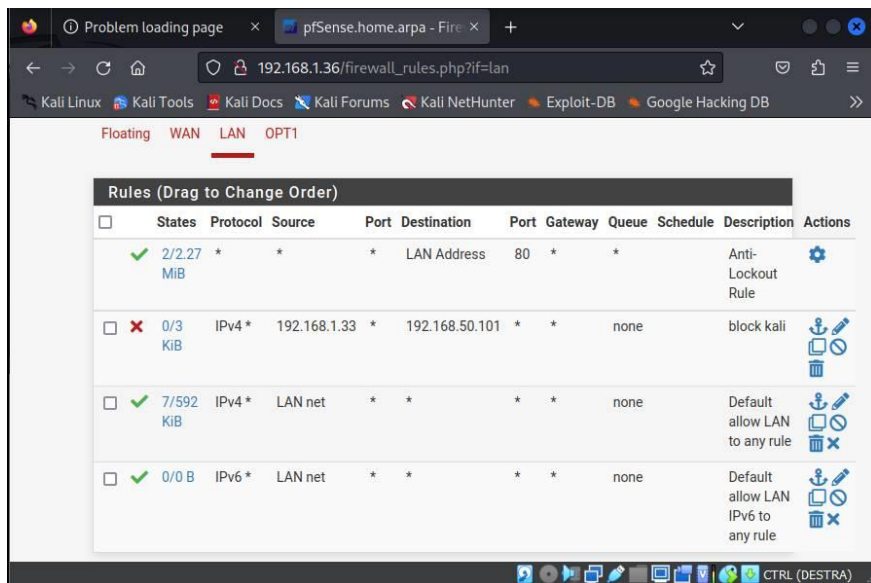 Problem loading page × pfSense.home.arpa - Fire × +
192.168.1.36/firewall_rules.php?if=lan
Kali Linux Kali Tools Kali Docs Kali Forums Kali NetHunter Exploit-DB Google Hacking DB »
Floating WAN LAN OPT1
Rules (Drag to Change Order)
States Protocol Source Port Destination Port Gateway Queue Schedule Description Actions
2/2.27 * * * LAN Address 80 * * Anti-
MiB Lockout
Rule
0/3 IPv4 * 192.168.1.33 * 192.168.50.101 * * none block kali
KiB
7/592 IPv4 * LAN net * * * * none Default
KiB allow LAN
to any rule
0/0 B IPv6 * LAN net * * * * none Default
allow LAN
IPv6 to
any rule
CTRL (DESTRA)